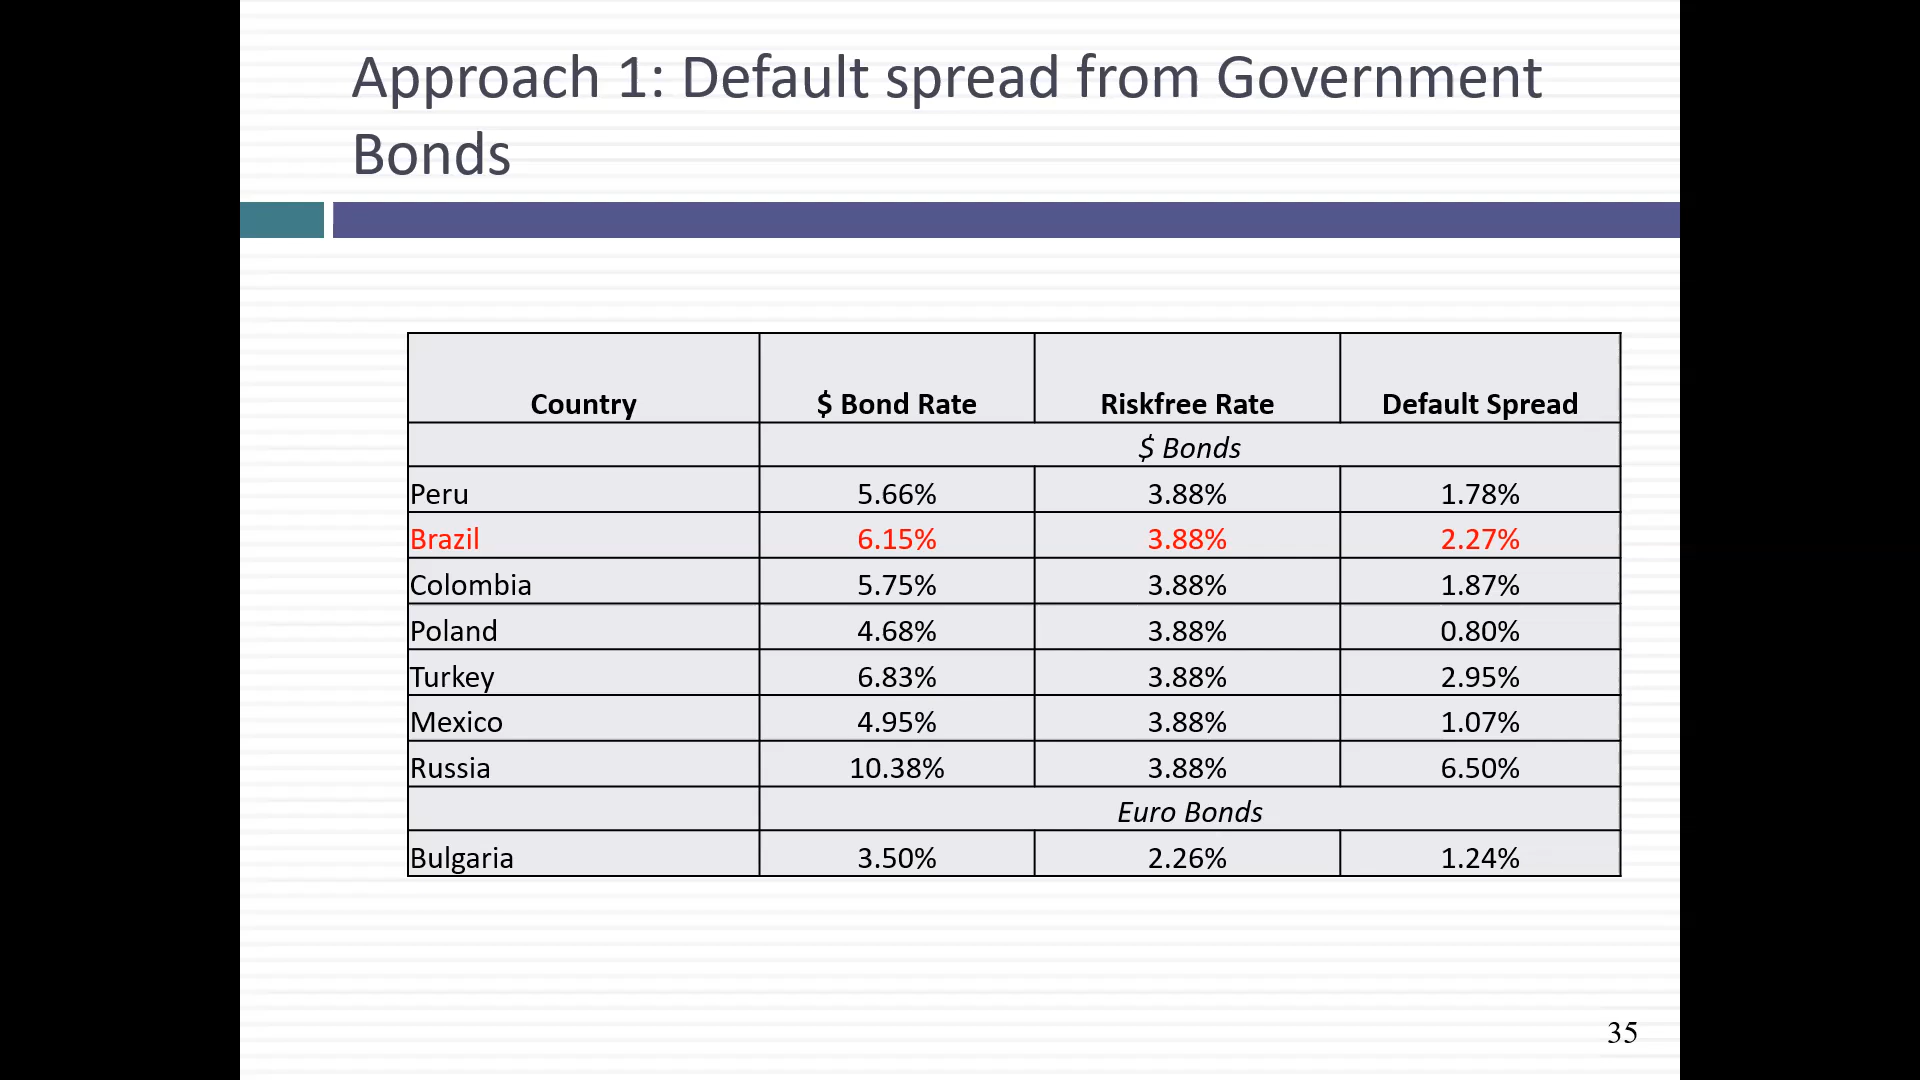 Approach 1: Default spread from Government
Bonds
Country $ Bond Rate Riskfree Rate Default Spread
$ Bonds
Peru 5.66% 3.88% 1.78%
Brazil 6.15% 3.88% 2.27%
Colombia 5.75% 3.88% 1.87%
Poland 4.68% 3.88% 0.80%
Turkey 6.83% 3.88% 2.95%
Mexico 4.95% 3.88% 1.07%
Russia 10.38% 3.88% 6.50%
Euro Bonds
Bulgaria 3.50% 2.26% 1.24%
35